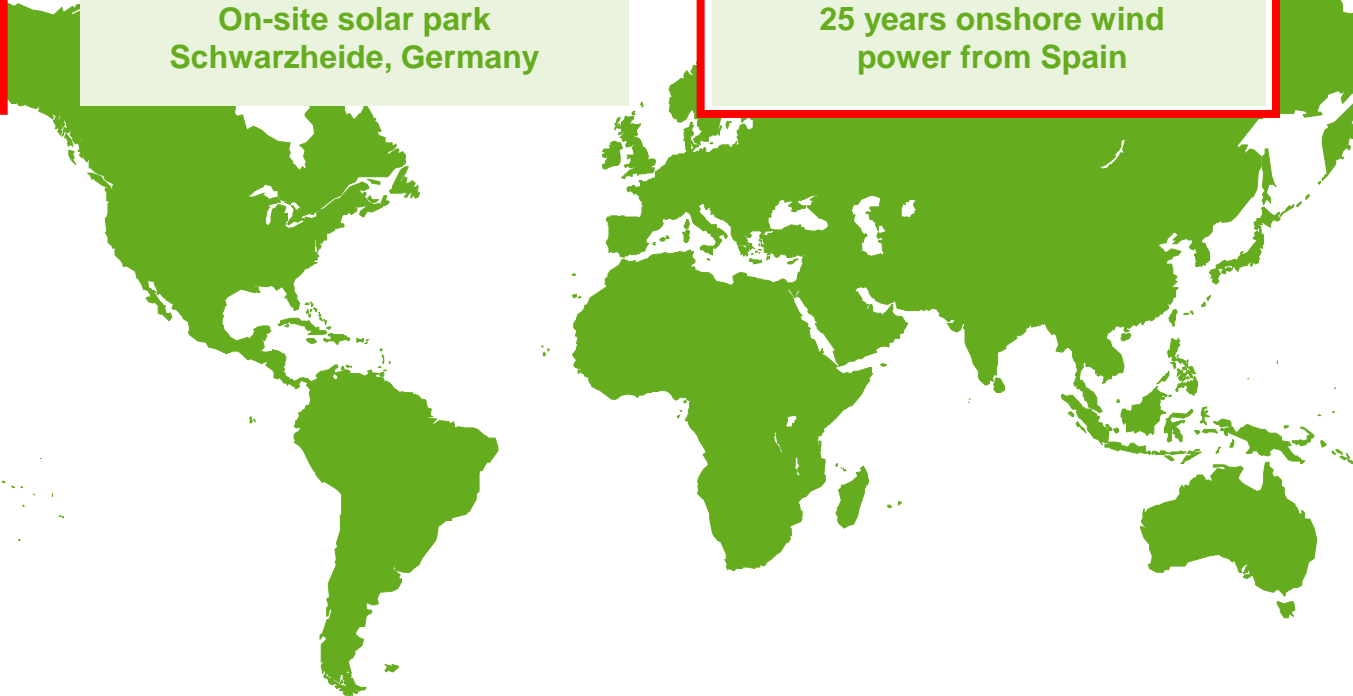 On-site solar park
Schwarzheide, Germany
25 years onshore wind
power from Spain